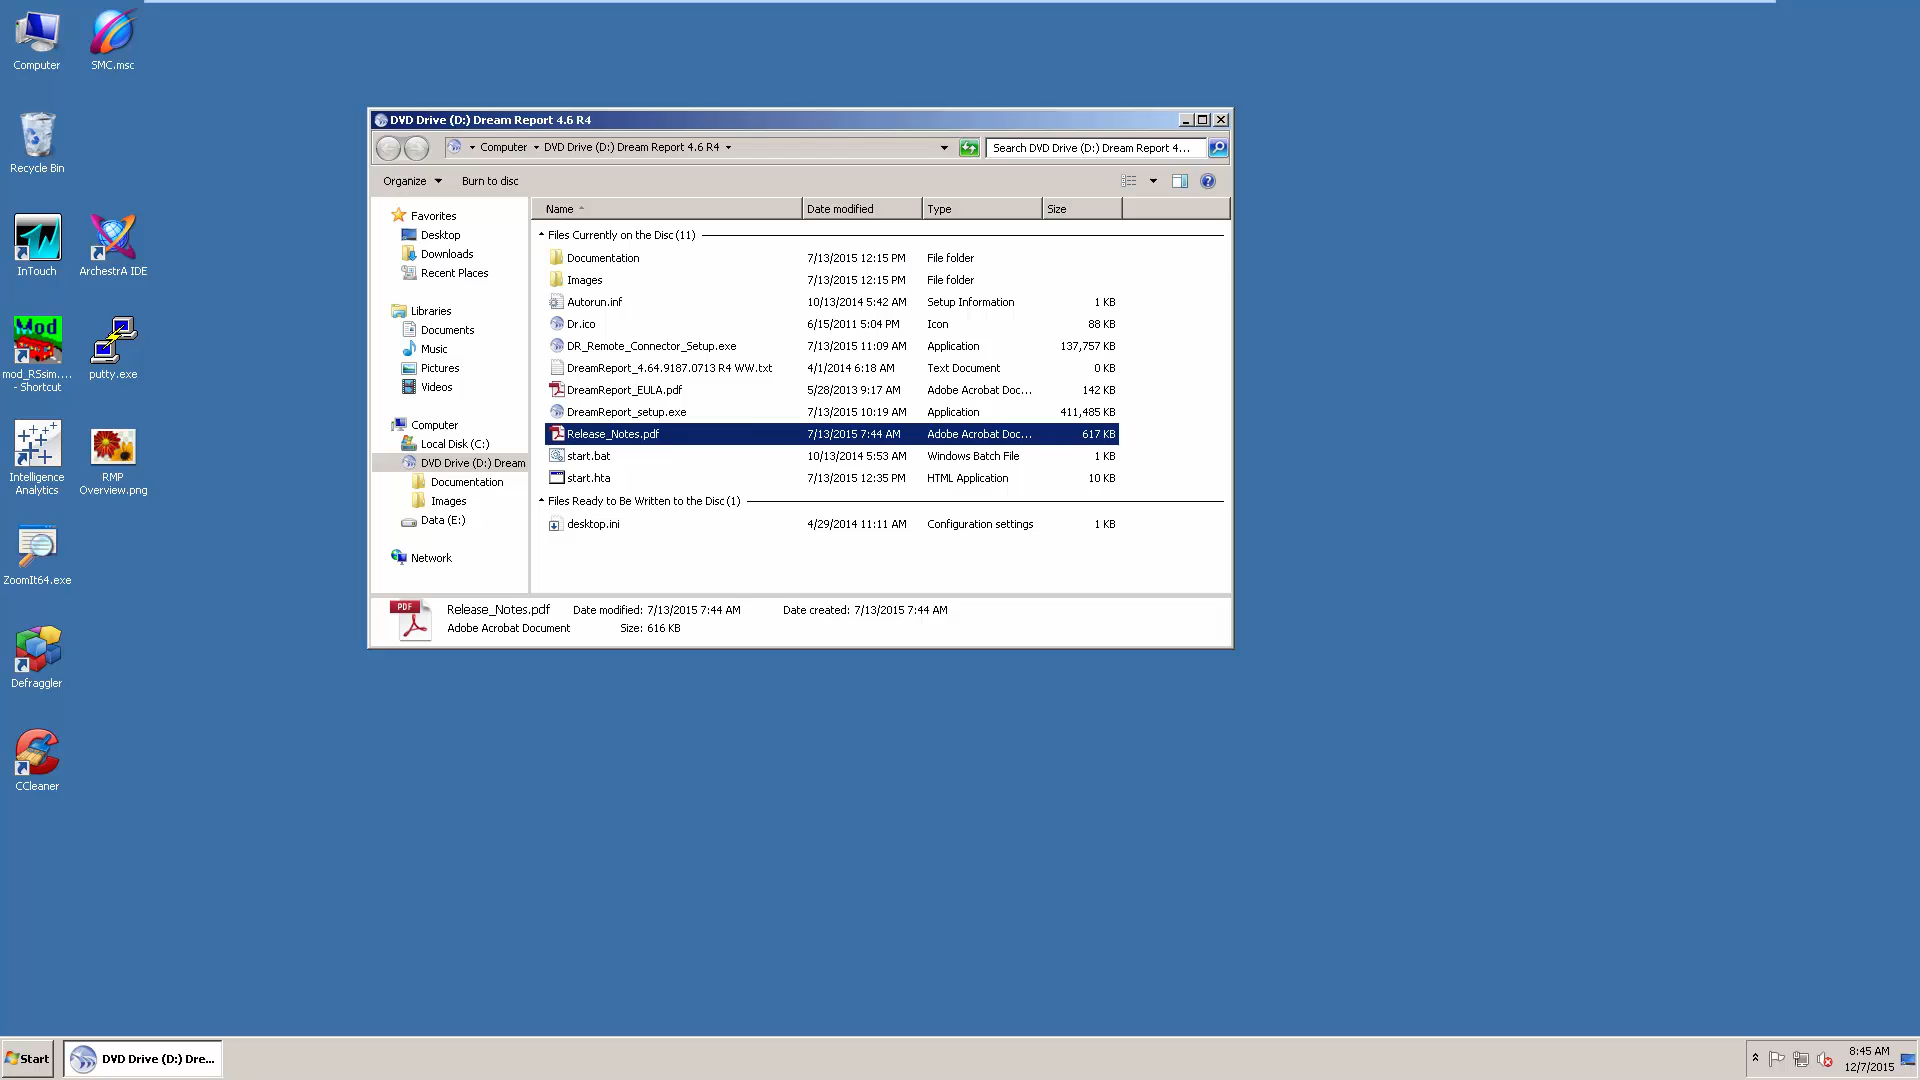 Computer
SMC.msc
Recycle Bin
InTouch
ArchestrA IDE
Mod
mod_RSsim....
- Shortcut
putty.exe
Intelligence
Analytics
RMP
Overview.png
ZoomIt64.exe
Defraggler
CCleaner
DVD Drive (D:) Dream Report 4.6 R4
Computer DVD Drive (D:) Dream Report 4.6 R4
Search DVD Drive (D:) Dream Report 4...
Organize Burn to disc
Favorites
Desktop
Downloads
Recent Places
Libraries
Documents
Music
Pictures
Videos
Computer
Local Disk (C:)
DVD Drive (D:) Dream
Documentation
Images
Data (E:)
Network
Name Date modified Type Size
Files Currently on the Disc (11)
Documentation 7/13/2015 12:15 PM File folder
Images 7/13/2015 12:15 PM File folder
Autorun.inf 10/13/2014 5:42 AM Setup Information 1 KB
Dr.ico 6/15/2011 5:04 PM Icon 88 KB
DR_Remote_Connector_Setup.exe 7/13/2015 11:09 AM Application 137,757 KB
DreamReport_4.64.9187.0713 R4 WW.txt 4/1/2014 6:18 AM Text Document 0 KB
DreamReport_EULA.pdf 5/28/2013 9:17 AM Adobe Acrobat Doc... 142 KB
DreamReport_setup.exe 7/13/2015 10:19 AM Application 411,485 KB
Release_Notes.pdf 7/13/2015 7:44 AM Adobe Acrobat Doc... 617 KB
start.bat 10/13/2014 5:53 AM Windows Batch File 1 KB
start.hta 7/13/2015 12:35 PM HTML Application 10 KB
Files Ready to Be Written to the Disc (1)
desktop.ini 4/29/2014 11:11 AM Configuration settings 1 KB
PDF
Release_Notes.pdf Date modified: 7/13/2015 7:44 AM Date created: 7/13/2015 7:44 AM
Adobe Acrobat Document Size: 616 KB
Start
DVD Drive (D:) Dre...
8:45 AM
12/7/2015